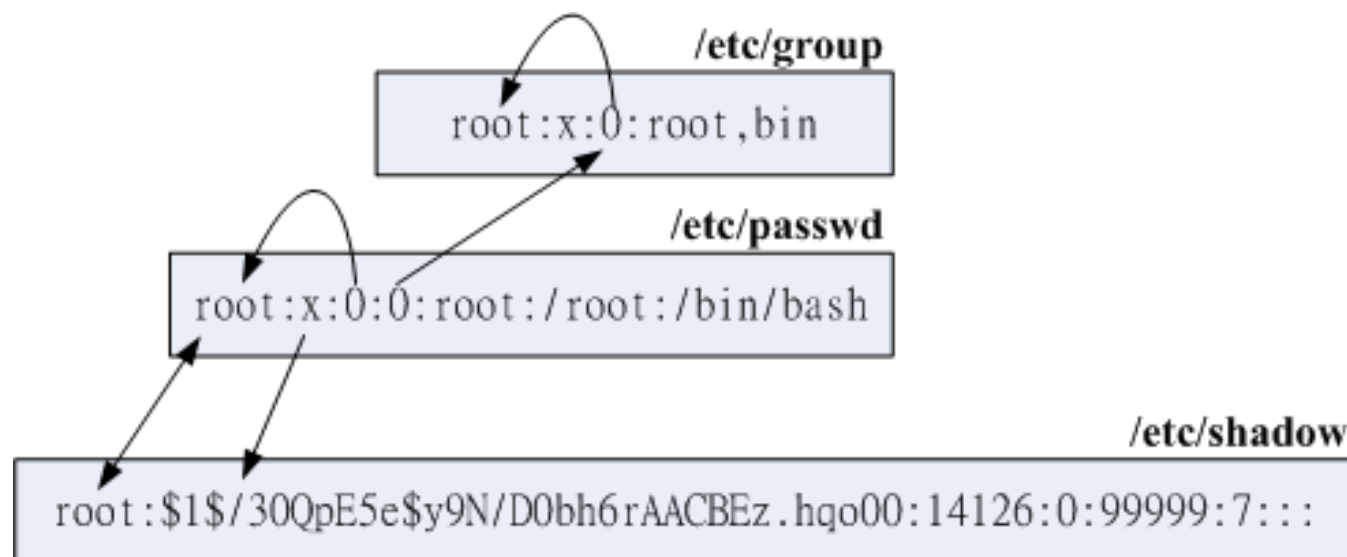 /etc/group
root:x:0:root,bin
/etc/passwd
root:x:0:0:root:/root:/bin/bash
/etc/shadow
root:$1$/30QpE5e$y9N/D0bh6rAACBEz.hqo00:14126:0:99999:7:::